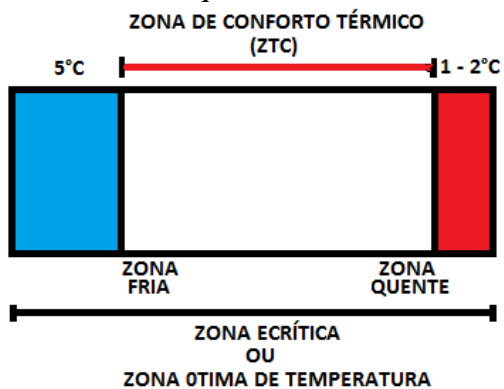 ZONA DE CONFORTO TÉRMICO
(ZTC)
5°C
1 - 2°C
ZONA
FRIA
ZONA
QUENTE
ZONA ECRÍTICA
OU
ZONA 0TIMA DE TEMPERATURA